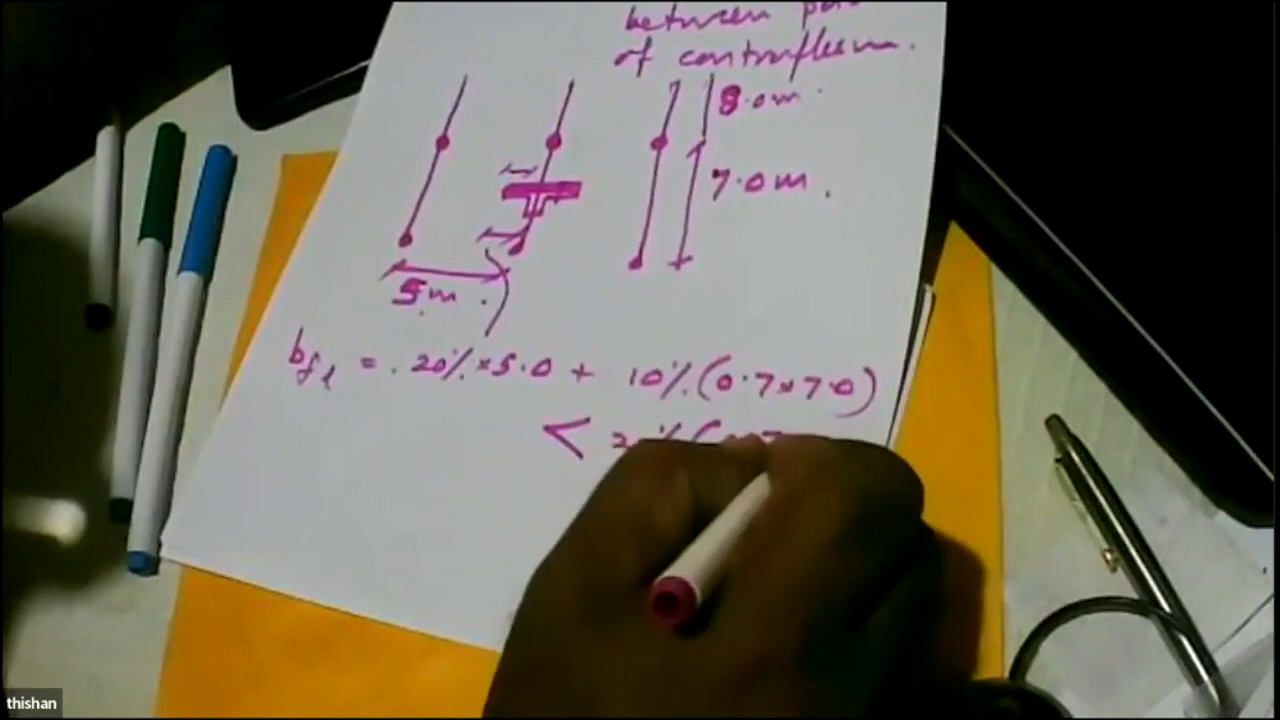 between
of contraflexure.
8.0m
7.0m.
5m.
bf1 = 20%×5.0 + 10%(0.7×7.0)
<
thishan